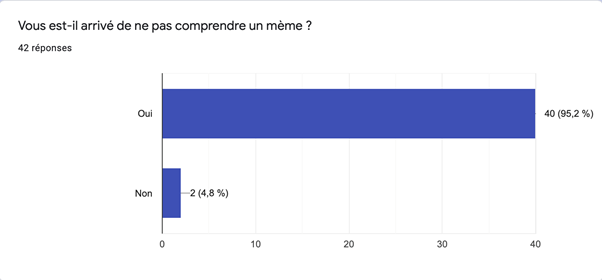 Vous est-il arrivé de ne pas comprendre un mème ?
42 réponses
Oui
40 (95,2 %)
Non
2 (4,8 %)
0 10 20 30 40